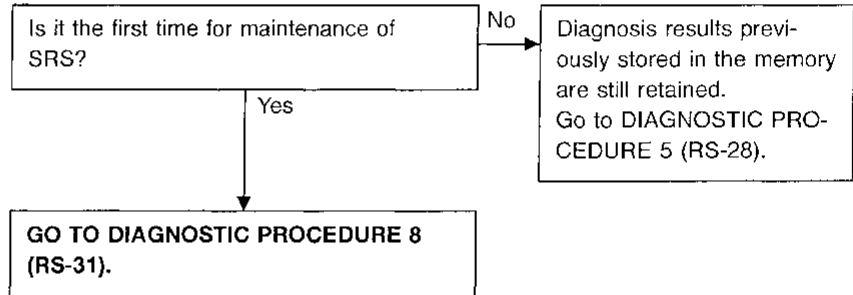 Is it the first time for maintenance of
SRS?
No
Diagnosis results previ-
ously stored in the memory
are still retained.
Go to DIAGNOSTIC PRO-
CEDURE 5 (RS-28).
Yes
GO TO DIAGNOSTIC PROCEDURE 8
(RS-31).